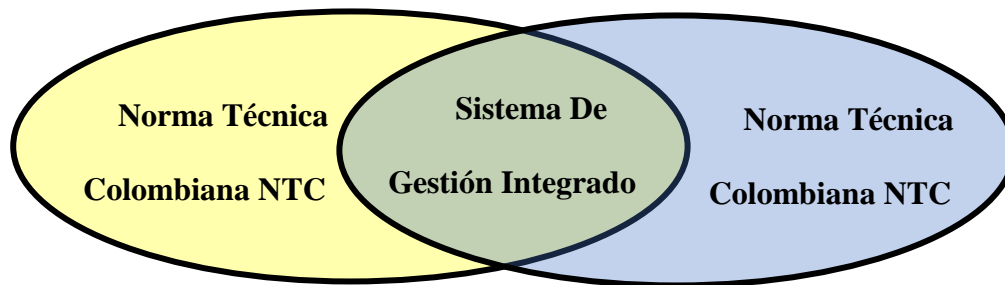 Norma Técnica
Colombiana NTC
Sistema De
Gestión Integrado
Norma Técnica
Colombiana NTC